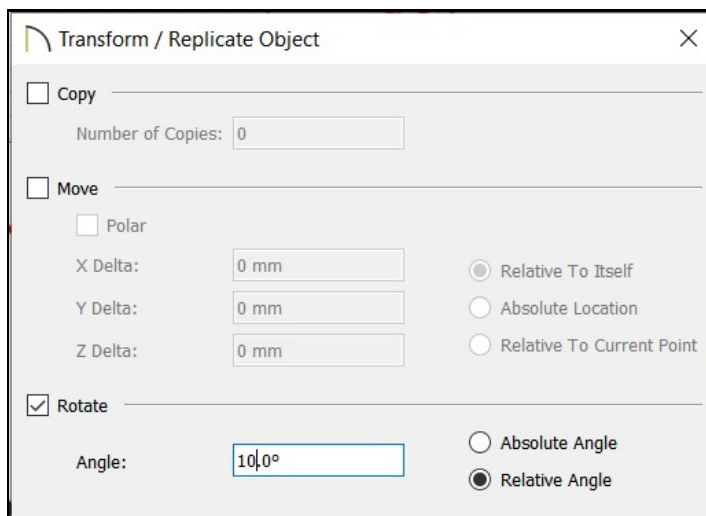 Transform / Replicate Object
Copy
Number of Copies: 0
Move
Polar
X Delta: 0 mm
Relative To Itself
Y Delta: 0 mm
Absolute Location
Z Delta: 0 mm
Relative To Current Point
Rotate
Absolute Angle
Angle: 10.0º
Relative Angle